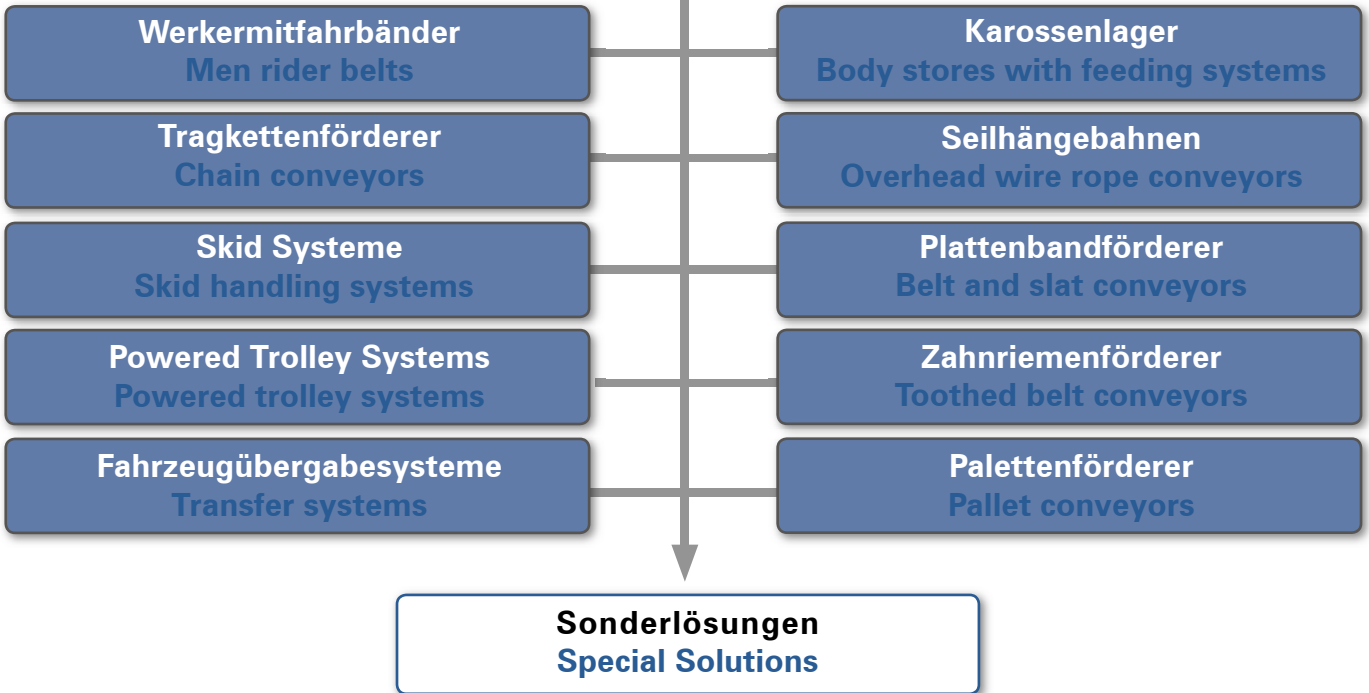 Werkermitfahrbänder
Men rider belts
Karossenlager
Body stores with feeding systems
Tragkettenförderer
Chain conveyors
Seilhängebahnen
Overhead wire rope conveyors
Skid Systeme
Skid handling systems
Plattenbandförderer
Belt and slat conveyors
Powered Trolley Systems
Powered trolley systems
Zahnriemenförderer
Toothed belt conveyors
Fahrzeugübergabesysteme
Transfer systems
Palettenförderer
Pallet conveyors
Sonderlösungen
Special Solutions